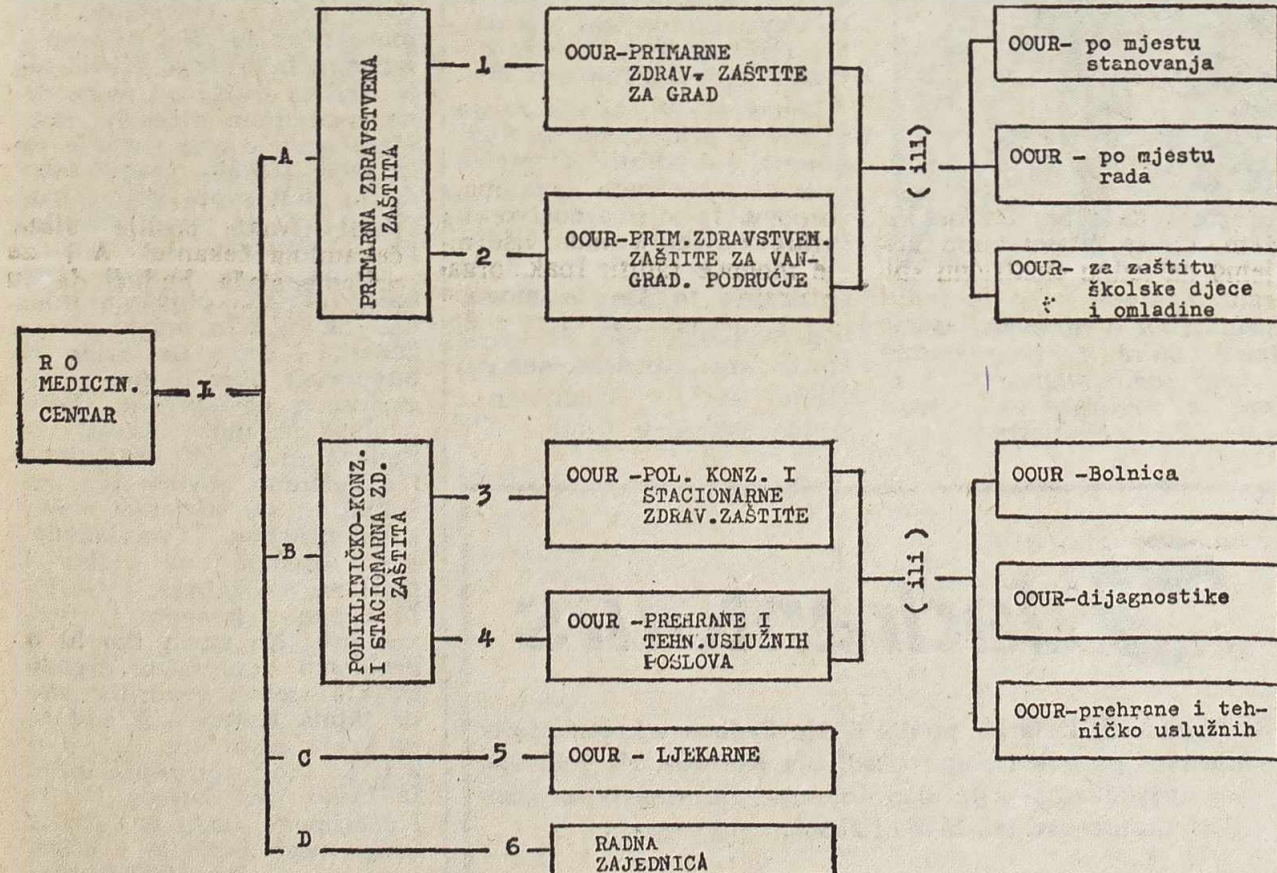 R O
MEDICIN.
CENTAR
I
A
PRIMARNA ZDRAVSTVENA
ZAŠTITA
1
OOUR-PRIMARNE
ZDRAV. ZAŠTITE
ZA GRAD
2
OOUR-PRIM.ZDRAVSTVEN.
ZAŠTITE ZA VAN-
GRAD. PODRUČJE
( ili)
OOUR- po mjestu
stanovanja
OOUR - po mjestu
rada
OOUR- za zaštitu
školske djece
i omladine
B
POLIKLINIČKO-KONZ.
I STACIONARNA ZD.
ZAŠTITA
3
OOUR -POL. KONZ. I
STACIONARNE
ZDRAV.ZAŠTITE
4
OOUR -PREHRANE I
TEHN.USLUŽNIH
POSLOVA
( ili )
OOUR -Bolnica
OOUR-dijagnostike
OOUR-prehrane i teh-
ničko uslužnih
C
5
OOUR - LJEKARNE
D
6
RADNA
ZAJEDNICA